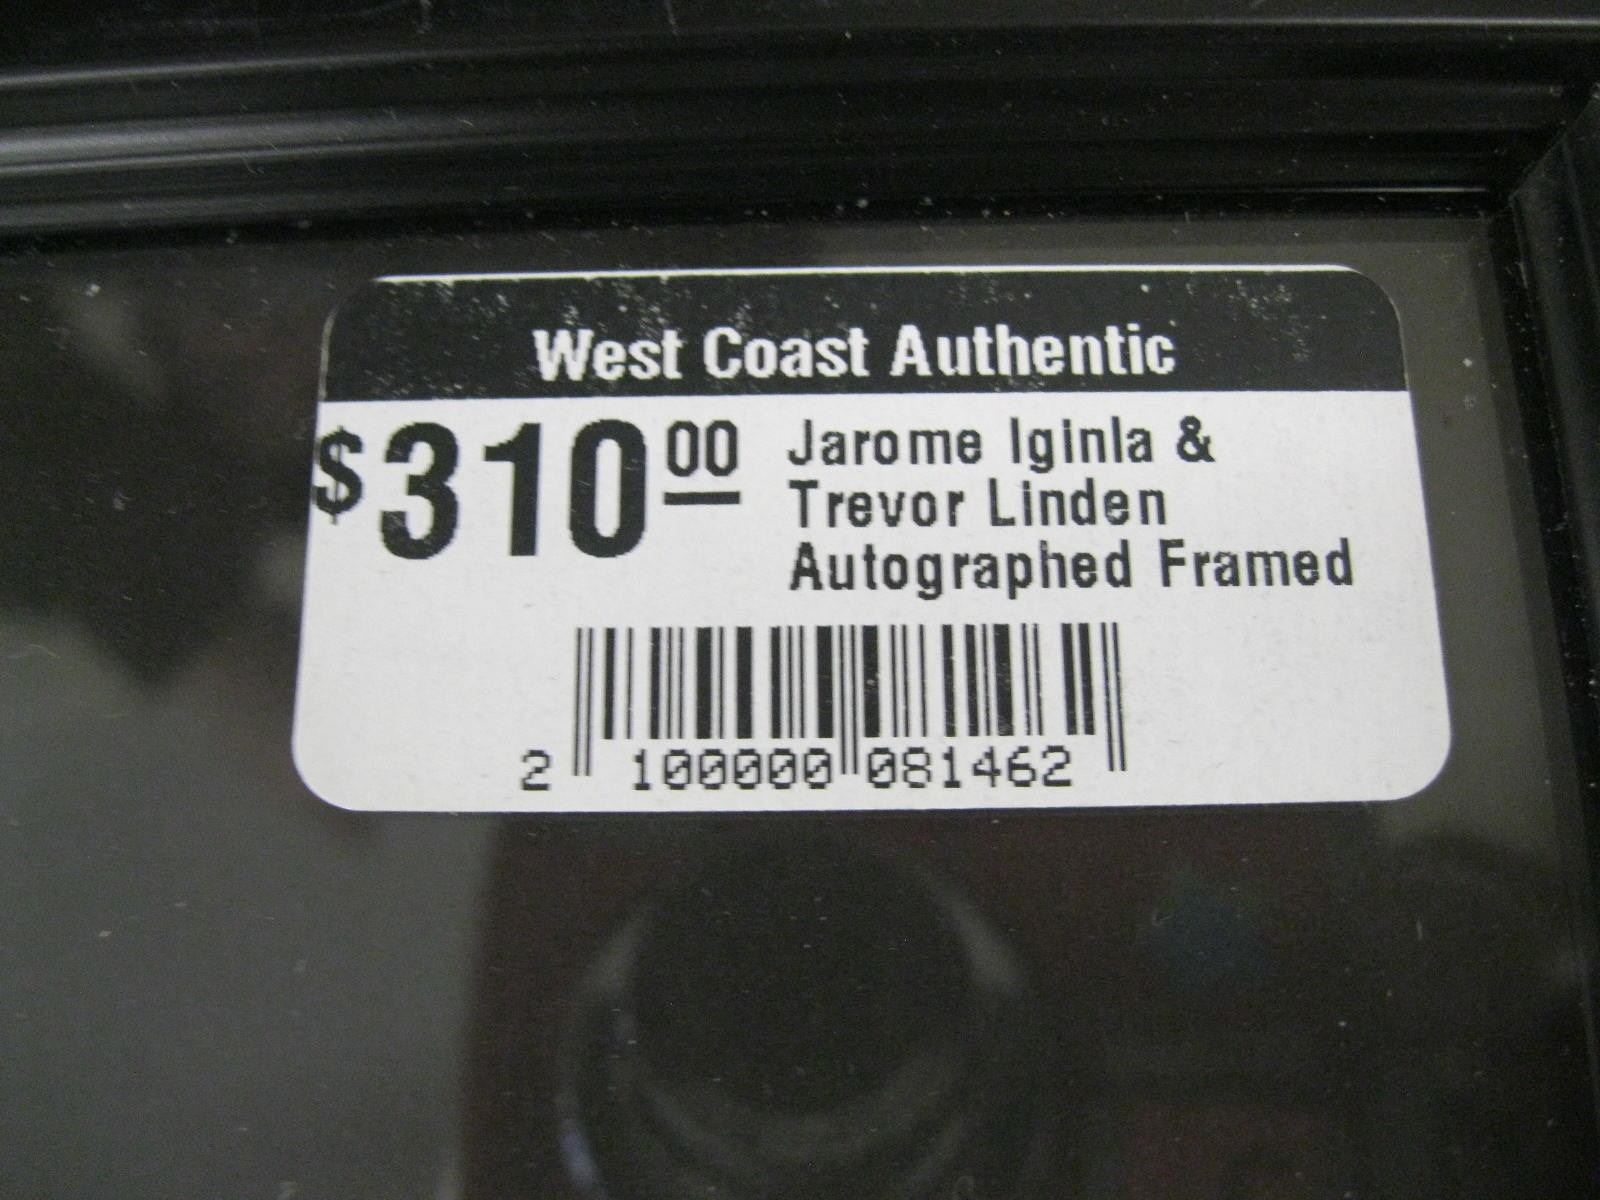 West Coast Authentic
$310.00 Jarome Iginla &
Trevor Linden
Autographed Framed
2 100000 081462